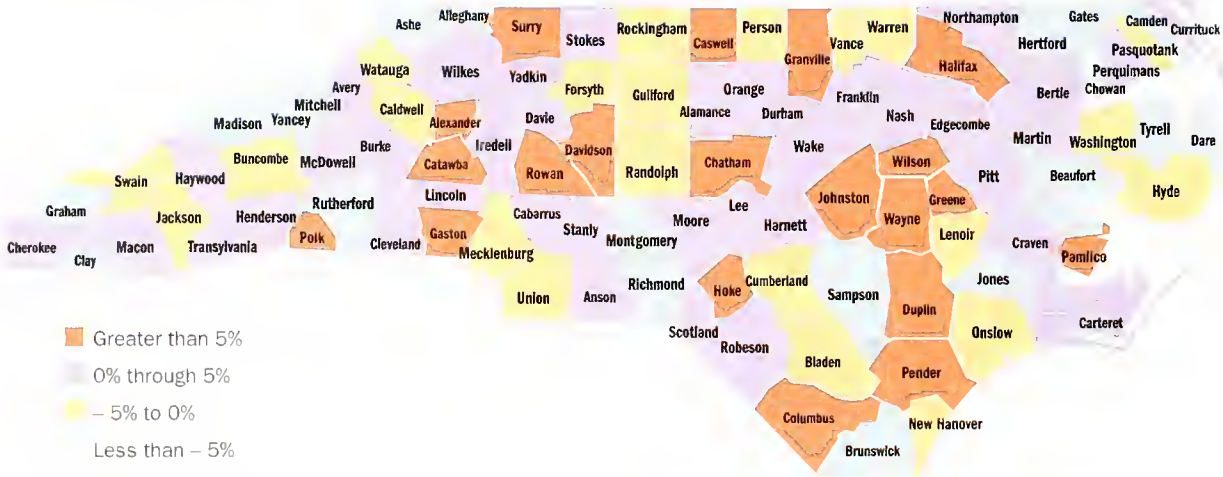 Ashe Alleghany Surry Stokes Rockingham Caswell Person Granville Vance Warren Northampton Gates Camden Currituck
Halifax Hertford Pasquotank
Watauga Wilkes Yadkin Forsyth Guilford Orange Franklin Bertie Perquimans
Avery Chowan
Mitchell Caldwell Alexander Davie Alamance Durham Nash Edgecombe
Madison Yancey Martin Washington Tyrell Dare
Buncombe McDowell Burke Catawba Iredell Rowan Davidson Randolph Chatham Wake Wilson Pitt Beaufort Hyde
Swain Haywood Lincoln Johnston Greene
Graham Jackson Henderson Rutherford Cabarrus Lee Wayne
Cherokee Clay Macon Transylvania Polk Cleveland Gaston Mecklenburg Stanly Montgomery Moore Harnett Lenoir Craven Pamlico
Union Anson Richmond Hoke Cumberland Sampson Duplin Jones
Scotland Robeson Onslow Carteret
Bladen Pender
Columbus New Hanover
Brunswick
Greater than 5%
0% through 5%
– 5% to 0%
Less than – 5%